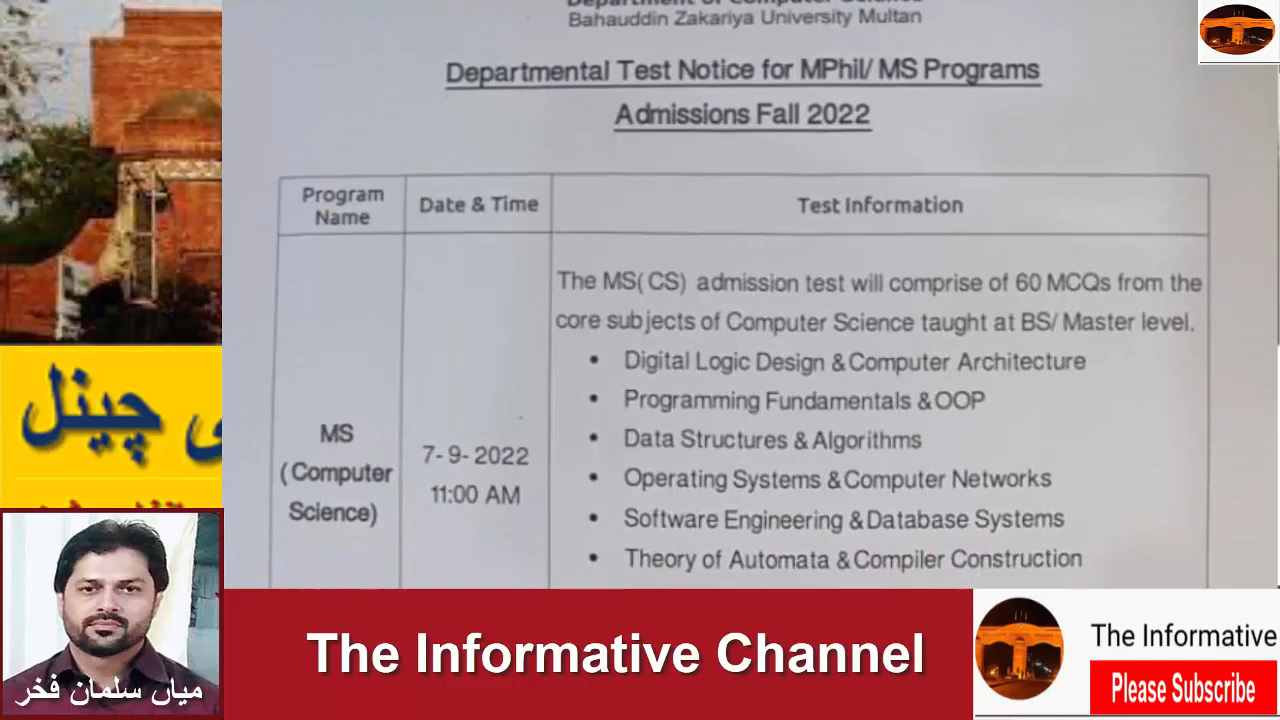 Department of Computer Science
Bahauddin Zakariya University Multan
Departmental Test Notice for MPhil/ MS Programs
Admissions Fall 2022
Program Name
Date & Time
Test Information
MS
(Computer
Science)
7-9-2022
11:00 AM
The MS(CS) admission test will comprise of 60 MCQs from the
core subjects of Computer Science taught at BS/ Master level.
• Digital Logic Design & Computer Architecture
• Programming Fundamentals & OOP
• Data Structures & Algorithms
• Operating Systems & Computer Networks
• Software Engineering & Database Systems
• Theory of Automata & Compiler Construction
چینل
میاں سلمان فخر
The Informative Channel
The Informative
Please Subscribe